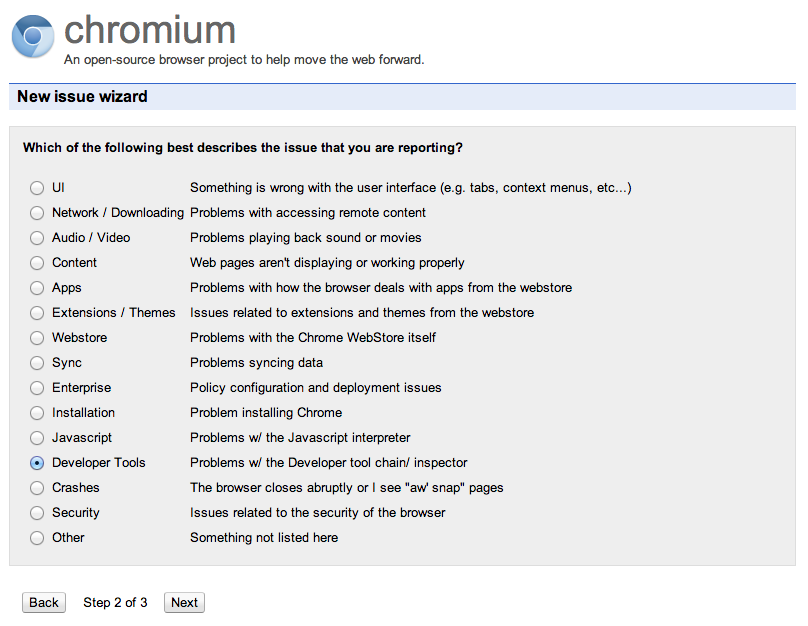 chromium
An open-source browser project to help move the web forward.
New issue wizard
Which of the following best describes the issue that you are reporting?
UI Something is wrong with the user interface (e.g. tabs, context menus, etc...)
Network / Downloading Problems with accessing remote content
Audio / Video Problems playing back sound or movies
Content Web pages aren't displaying or working properly
Apps Problems with how the browser deals with apps from the webstore
Extensions / Themes Issues related to extensions and themes from the webstore
Webstore Problems with the Chrome WebStore itself
Sync Problems syncing data
Enterprise Policy configuration and deployment issues
Installation Problem installing Chrome
Javascript Problems w/ the Javascript interpreter
Developer Tools Problems w/ the Developer tool chain/ inspector
Crashes The browser closes abruptly or I see "aw' snap" pages
Security Issues related to the security of the browser
Other Something not listed here
Back Step 2 of 3 Next